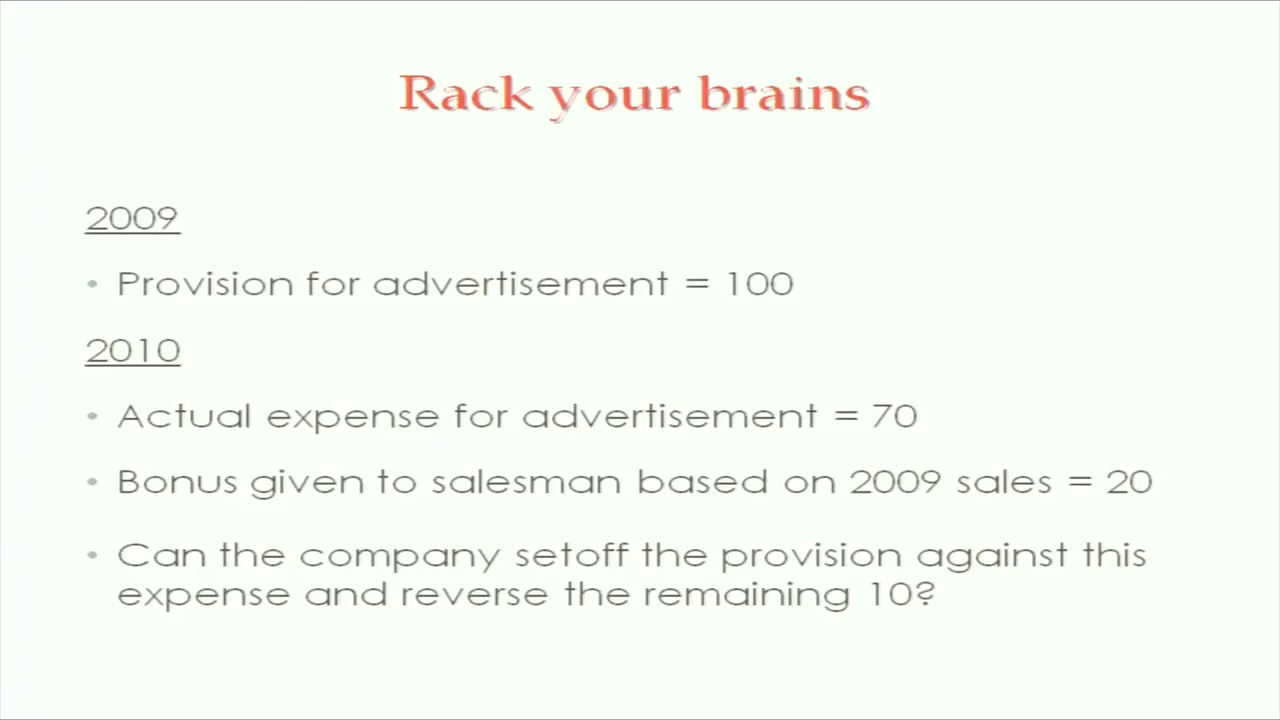 Rack your brains
2009
• Provision for advertisement = 100
2010
• Actual expense for advertisement = 70
• Bonus given to salesman based on 2009 sales = 20
• Can the company setoff the provision against this
expense and reverse the remaining 10?